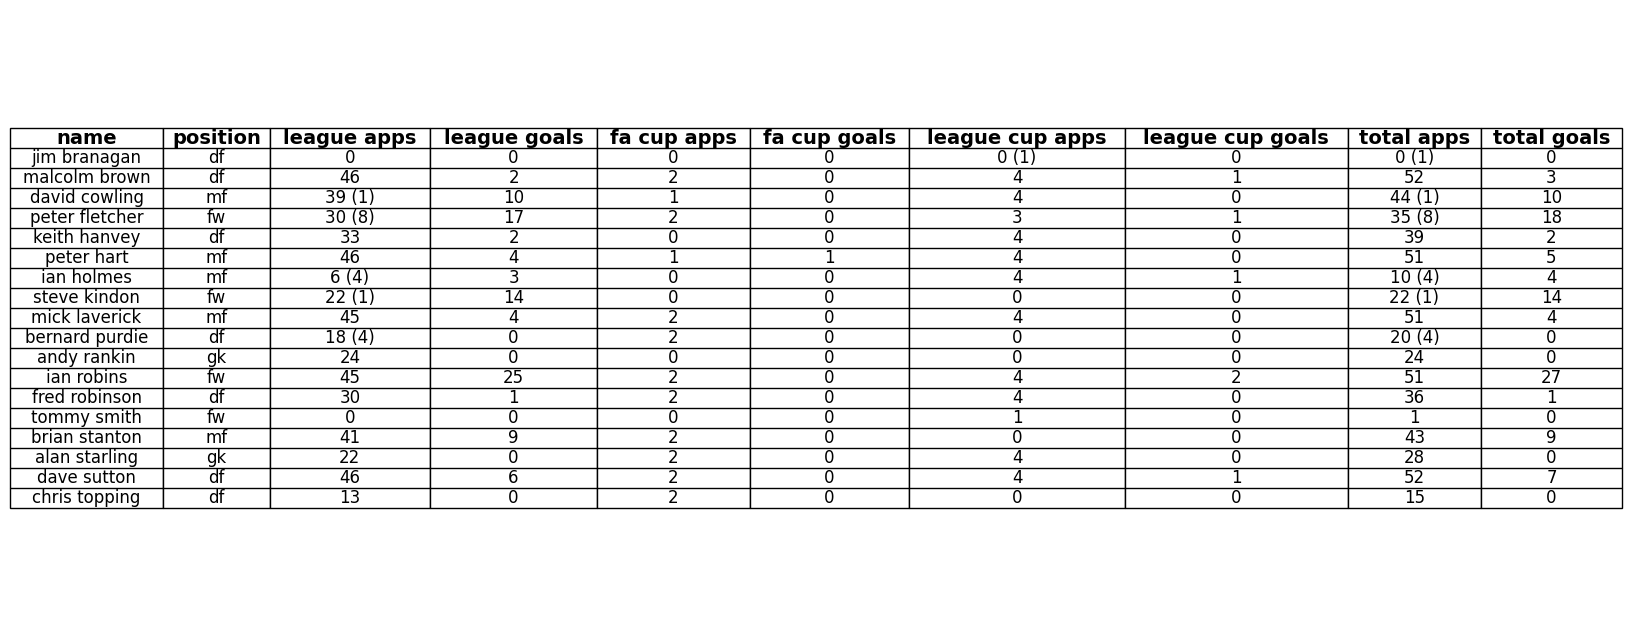 name position league apps league goals fa cup apps fa cup goals league cup apps league cup goals total apps total goals
jim branagan df 0 0 0 0 0 (1) 0 0 (1) 0
malcolm brown df 46 2 2 0 4 1 52 3
david cowling mf 39 (1) 10 1 0 4 0 44 (1) 10
peter fletcher fw 30 (8) 17 2 0 3 1 35 (8) 18
keith hanvey df 33 2 0 0 4 0 39 2
peter hart mf 46 4 1 1 4 0 51 5
ian holmes mf 6 (4) 3 0 0 4 1 10 (4) 4
steve kindon fw 22 (1) 14 0 0 0 0 22 (1) 14
mick laverick mf 45 4 2 0 4 0 51 4
bernard purdie df 18 (4) 0 2 0 0 0 20 (4) 0
andy rankin gk 24 0 0 0 0 0 24 0
ian robins fw 45 25 2 0 4 2 51 27
fred robinson df 30 1 2 0 4 0 36 1
tommy smith fw 0 0 0 0 1 0 1 0
brian stanton mf 41 9 2 0 0 0 43 9
alan starling gk 22 0 2 0 4 0 28 0
dave sutton df 46 6 2 0 4 1 52 7
chris topping df 13 0 2 0 0 0 15 0